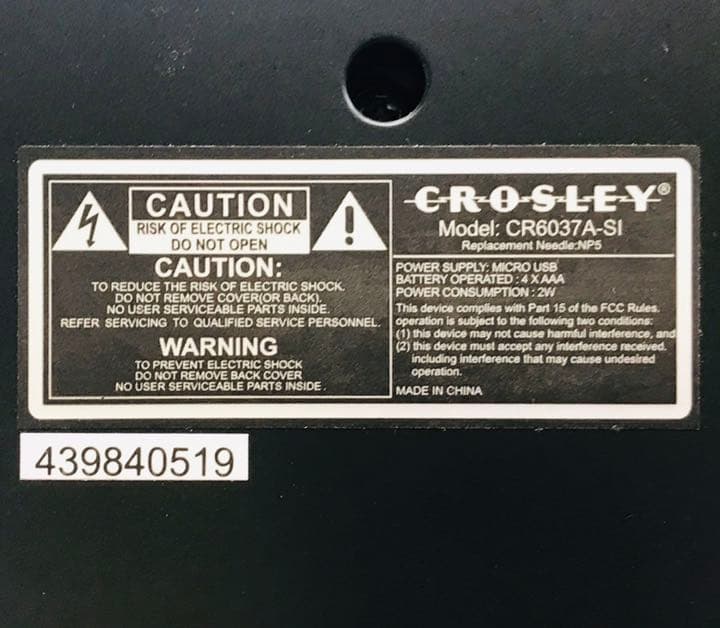 CAUTION
RISK OF ELECTRIC SHOCK
DO NOT OPEN
CAUTION:
TO REDUCE THE RISK OF ELECTRIC SHOCK.
DO NOT REMOVE COVER(OR BACK).
NO USER SERVICEABLE PARTS INSIDE.
REFER SERVICING TO QUALIFIED SERVICE PERSONNEL.
WARNING
TO PREVENT ELECTRIC SHOCK
DO NOT REMOVE BACK COVER
NO USER SERVICEABLE PARTS INSIDE.
CROSLEY®
Model: CR6037A-SI
Replacement Needle:NP5
POWER SUPPLY: MICRO USB
BATTERY OPERATED : 4 X AAA
POWER CONSUMPTION : 2W
This device complies with Part 15 of the FCC Rules.
operation is subject to the following two conditions:
(1) this device may not cause harmful interference, and
(2) this device must accept any interference received.
including interference that may cause undesired
operation.
MADE IN CHINA
439840519